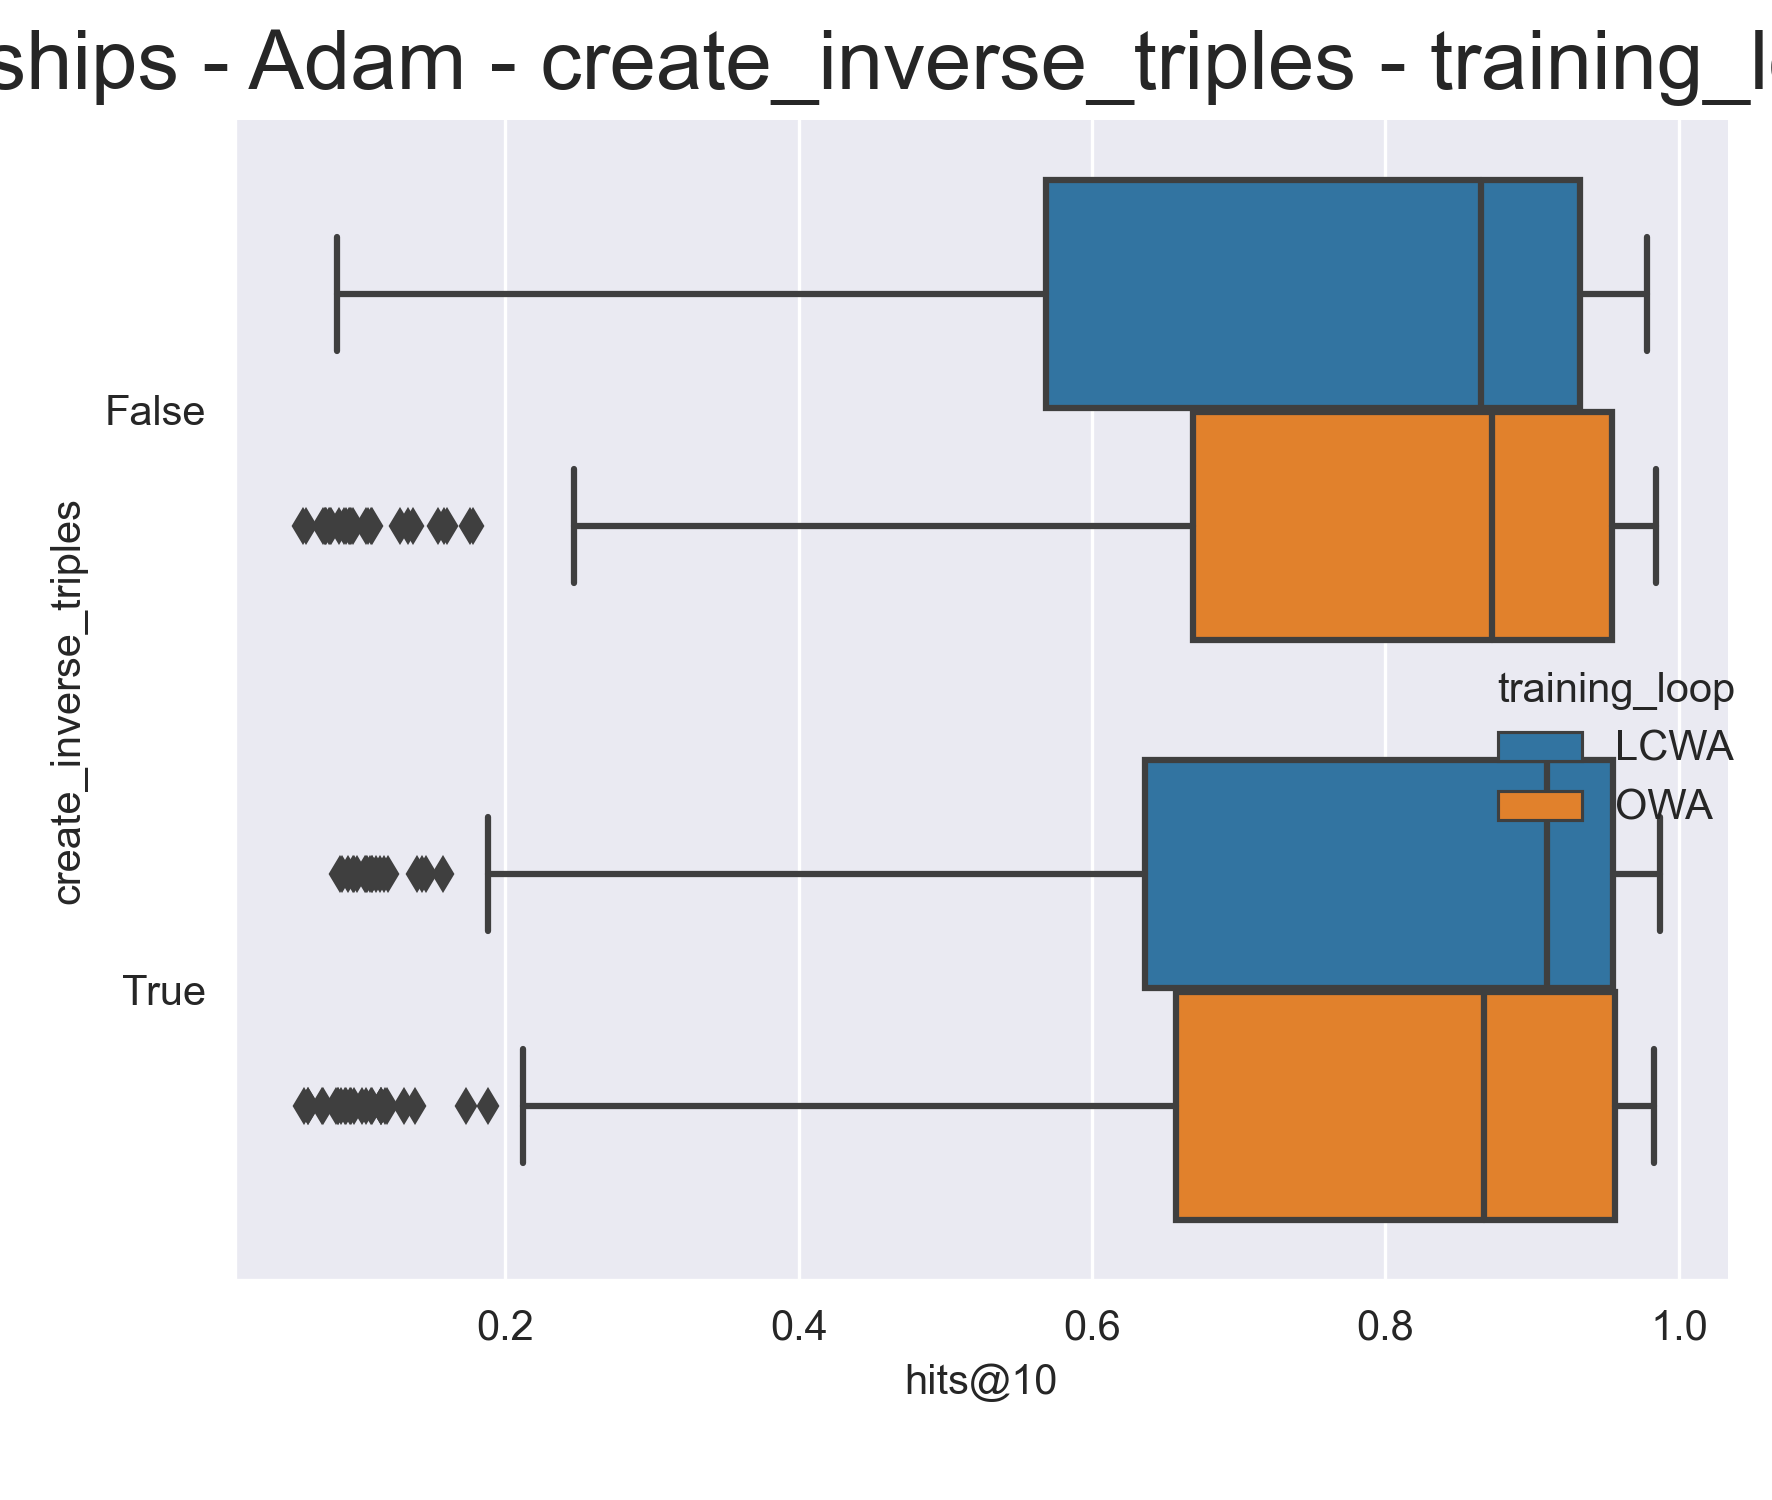 ships - Adam - create_inverse_triples - training_l
False
True
create_inverse_triples
training_loop
LCWA
OWA
0.2 0.4 0.6 0.8 1.0
hits@10